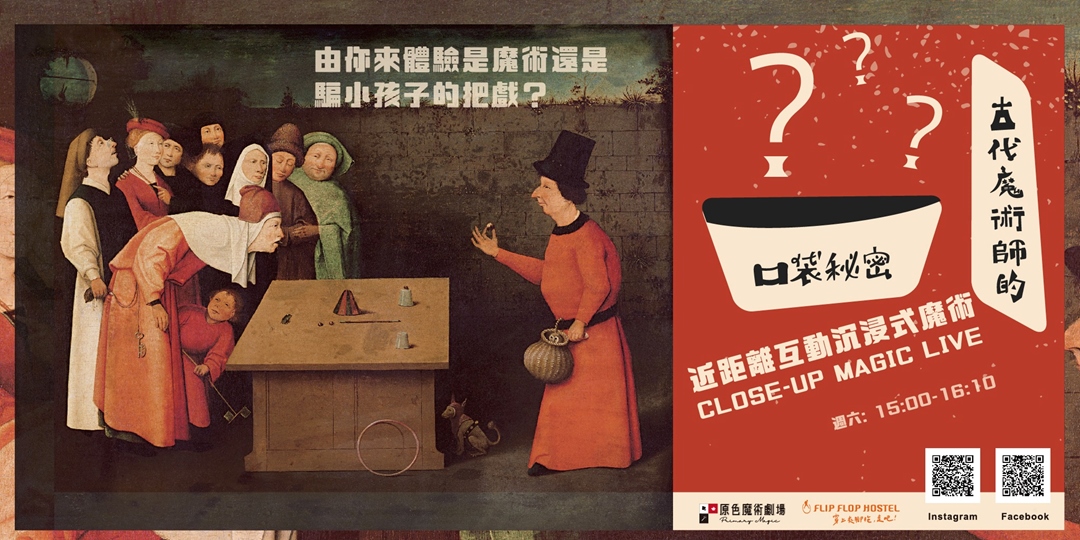 由你來體驗是魔術還是
騙小孩子的把戲？
古代魔術師的
口袋秘密
近距離互動沉浸式魔術
CLOSE-UP MAGIC LIVE
週六: 15:00-16:10
原色魔術劇場
Primary Magic
FLIP FLOP HOSTEL
Instagram
Facebook